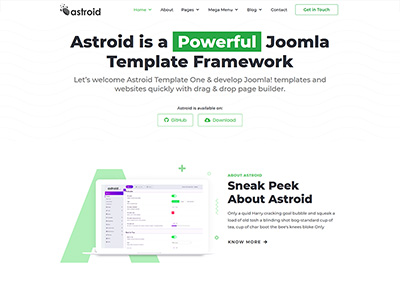 astroid
Home About Pages Mega Menu Blog Contact Get in Touch
Astroid is a Powerful Joomla
Template Framework
Let's welcome Astroid Template One & develop Joomla! templates and
websites quickly with drag & drop page builder.
Astroid is available on:
GitHub Download
ABOUT ASTROID
Sneak Peek
About Astroid
Only a quid Harry cracking goal bubble and squeak a
load of old tosh a blinding shot bog-standard cup of
tea, cup of char boot the bee's knees bloke Only
KNOW MORE